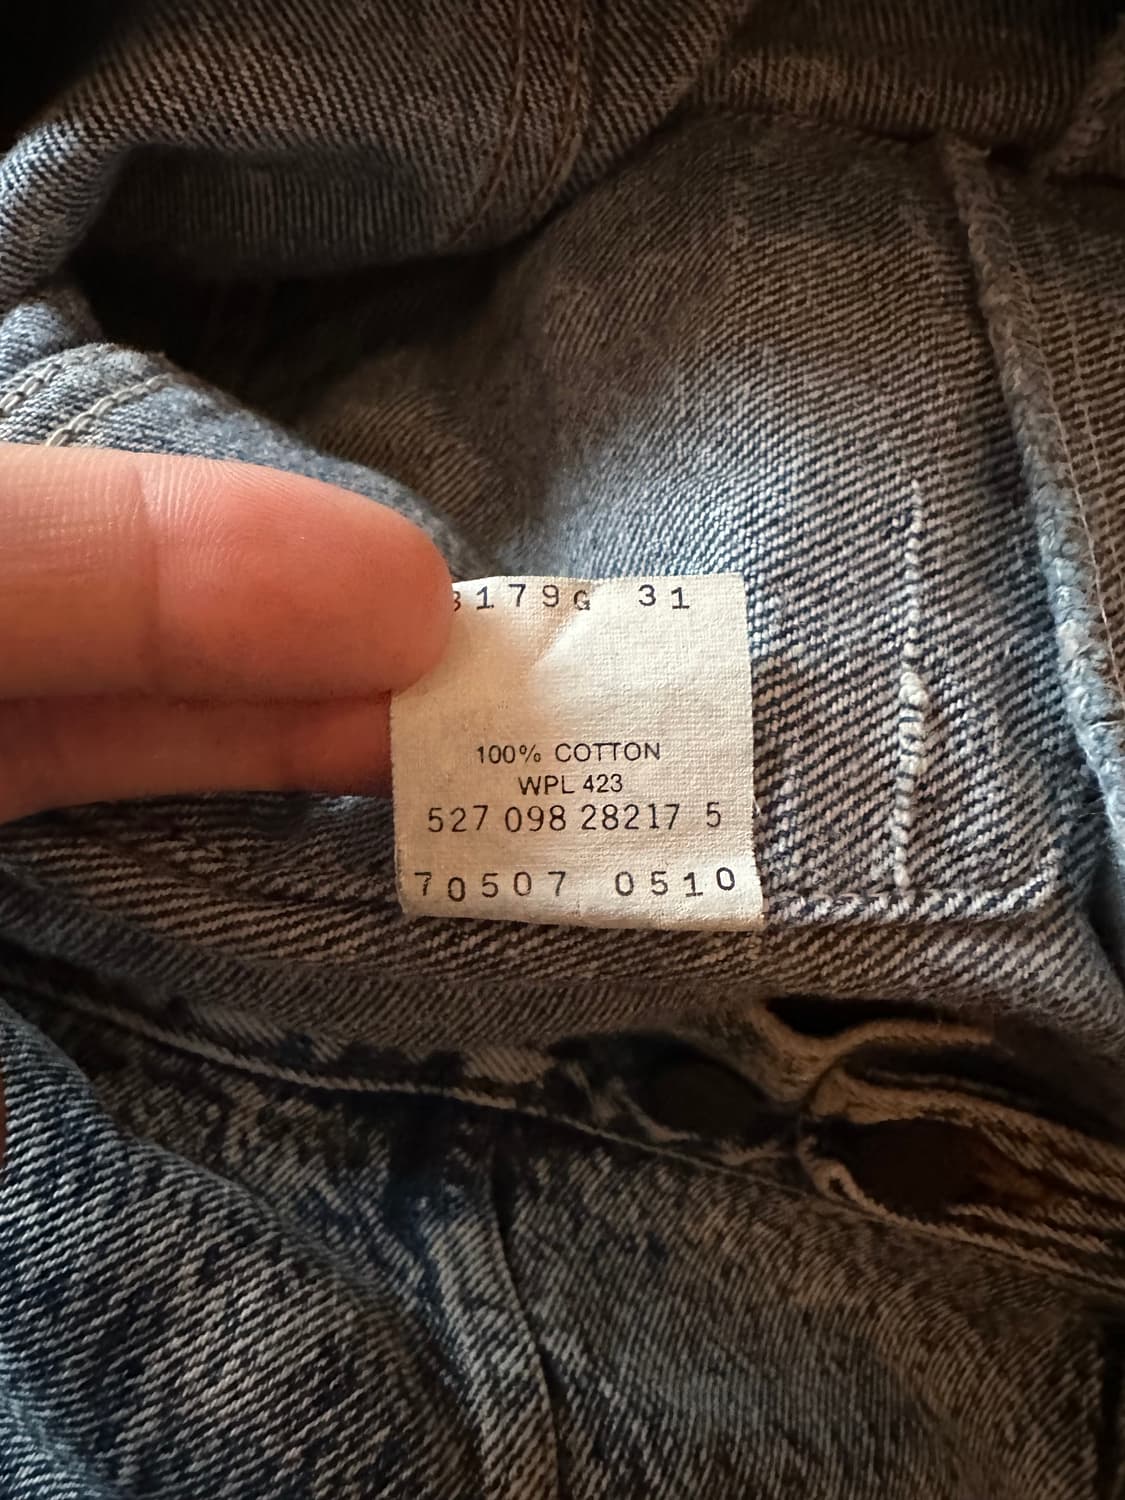 3179G 31
100% COTTON
WPL 423
527 098 28217 5
70507 0510